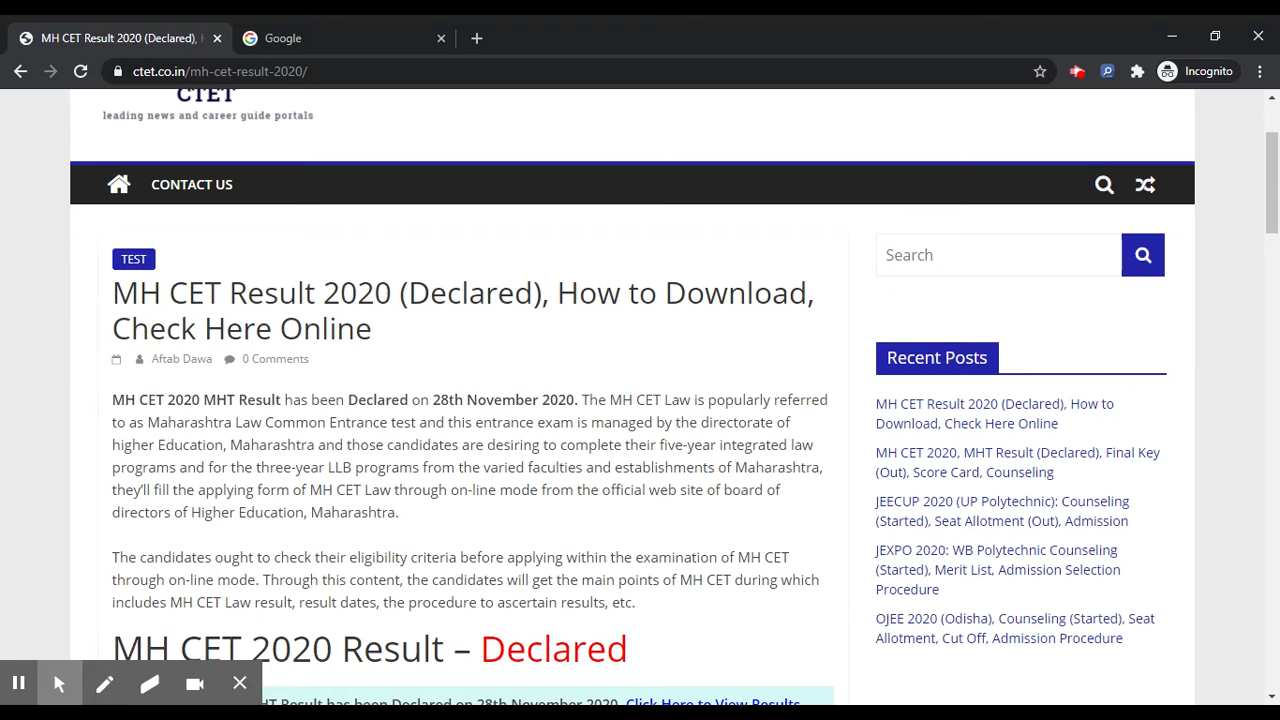 MH CET Result 2020 (Declared), H
Google
ctet.co.in/mh-cet-result-2020/
Incognito
CTET
leading news and career guide portals
CONTACT US
TEST
MH CET Result 2020 (Declared), How to Download,
Check Here Online
Aftab Dawa
0 Comments
MH CET 2020 MHT Result has been Declared on 28th November 2020. The MH CET Law is popularly referred
to as Maharashtra Law Common Entrance test and this entrance exam is managed by the directorate of
higher Education, Maharashtra and those candidates are desiring to complete their five-year integrated law
programs and for the three-year LLB programs from the varied faculties and establishments of Maharashtra,
they’ll fill the applying form of MH CET Law through on-line mode from the official web site of board of
directors of Higher Education, Maharashtra.
The candidates ought to check their eligibility criteria before applying within the examination of MH CET
through on-line mode. Through this content, the candidates will get the main points of MH CET during which
includes MH CET Law result, result dates, the procedure to ascertain results, etc.
MH CET 2020 Result – Declared
HT Result has been Declared on 28th November 2020. Click Here to View Results
Search
Recent Posts
MH CET Result 2020 (Declared), How to
Download, Check Here Online
MH CET 2020, MHT Result (Declared), Final Key
(Out), Score Card, Counseling
JEECUP 2020 (UP Polytechnic): Counseling
(Started), Seat Allotment (Out), Admission
JEXPO 2020: WB Polytechnic Counseling
(Started), Merit List, Admission Selection
Procedure
OJEE 2020 (Odisha), Counseling (Started), Seat
Allotment, Cut Off, Admission Procedure